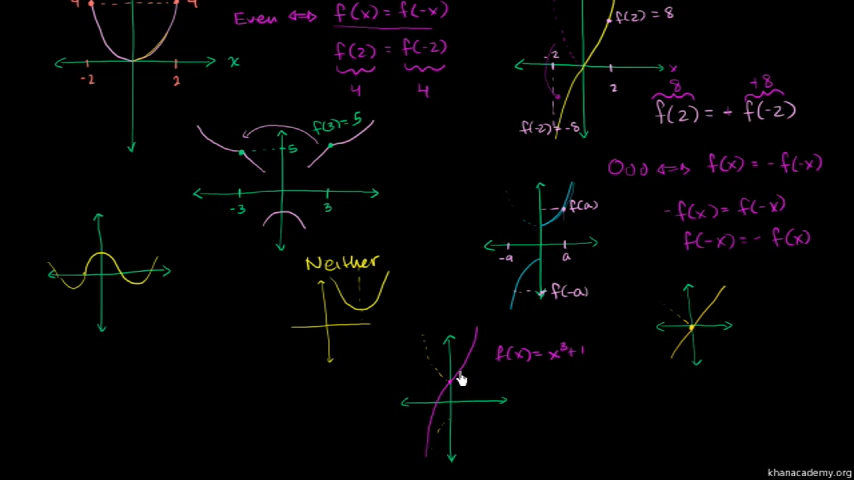 4 4
-2 2 x
Even ⟺ f(x) = f(-x)
f(2) = f(-2)
4 4
f(2) = 8
-2 2 x
f(-2) = -8
8 +8
f(2) = - f(-2)
Odd ⟺ f(x) = -f(-x)
-f(x) = f(-x)
f(-x) = - f(x)
f(3) = 5
5
-3 3
f(a)
-a a
f(-a)
Neither
f(x) = x³+1
khanacademy.org